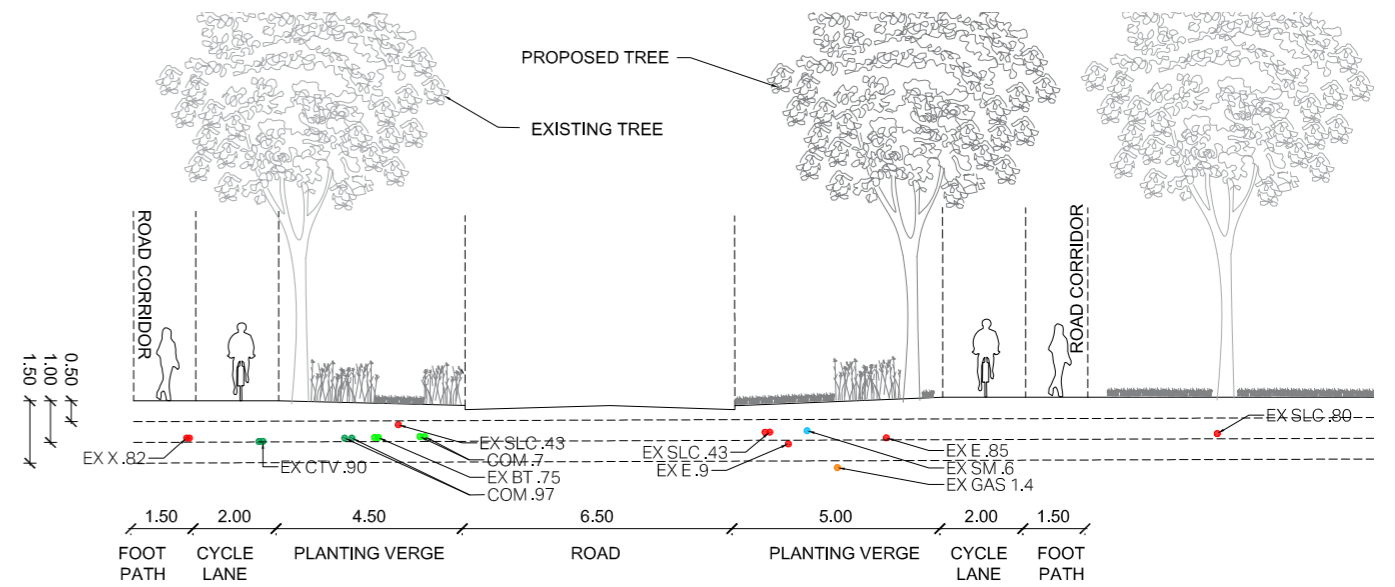 PROPOSED TREE
EXISTING TREE
ROAD CORRIDOR
ROAD CORRIDOR
0.50
1.00
1.50
EX X .82
EX CTV .90
EX SLC .43
COM .7
EX BT .75
COM .97
EX SLC .43
EX E .9
EX E .85
EX SM .6
EX GAS 1.4
EX SLC .80
1.50
2.00
4.50
6.50
5.00
2.00
1.50
FOOT
PATH
CYCLE
LANE
PLANTING VERGE
ROAD
PLANTING VERGE
CYCLE
LANE
FOOT
PATH